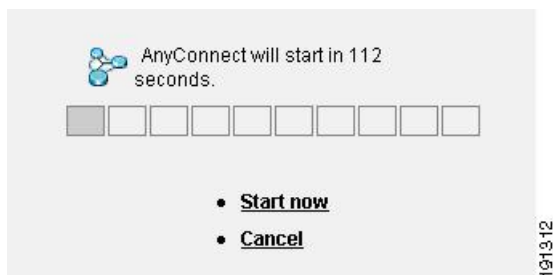 AnyConnect will start in 112
seconds.
Start now
Cancel
191312